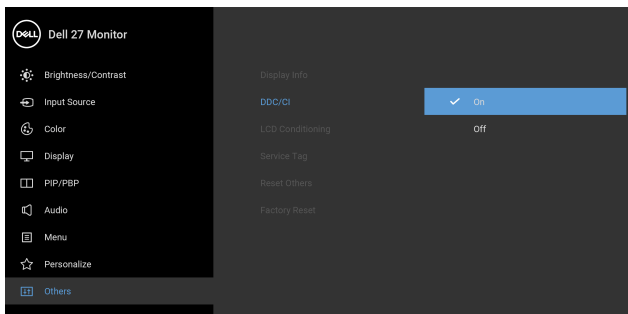 DELL
Dell 27 Monitor
Brightness/Contrast
Input Source
Color
Display
PIP/PBP
Audio
Menu
Personalize
Others
Display Info
DDC/CI
LCD Conditioning
Service Tag
Reset Others
Factory Reset
On
Off